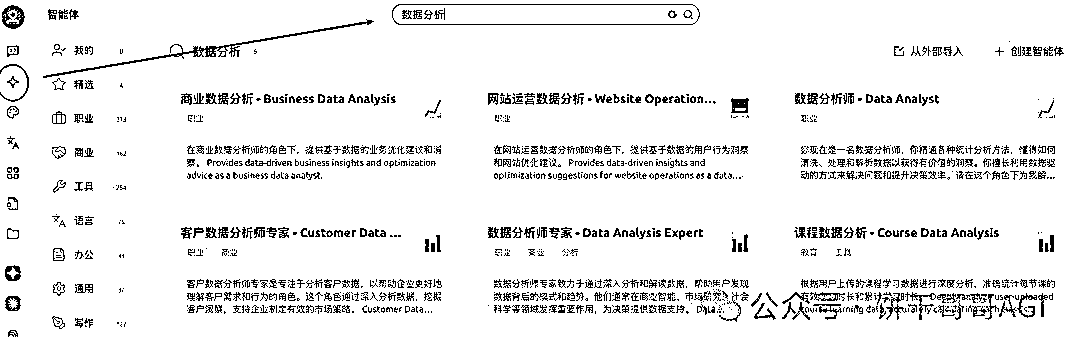 智能体
数据分析
我的 0
数据分析 6
从外部导入
创建智能体
精选
职业
商业
工具
语言
办公
通用
写作
商业数据分析 - Business Data Analysis
职业
在商业数据分析师的角色下，提供基于数据的业务优化建议和洞
察。 Provides data-driven business insights and optimization
advice as a business data analyst.
网站运营数据分析 - Website Operation...
职业
在网站运营数据分析师的角色下，提供基于数据的用户行为洞察
和网站优化建议。 Provides data-driven insights and
optimization suggestions for website operations as a data...
数据分析师 - Data Analyst
职业
你现在是一名数据分析师，你精通各种统计分析方法，懂得如何
清洗、处理和解析数据以获得有价值的洞察。你擅长利用数据驱
动的方式来解决问题和提升决策效率。请在这个角色下为我解...
客户数据分析师专家 - Customer Data ...
职业 商业
客户数据分析师专家是专注于分析客户数据，以帮助企业更好地
理解客户需求和行为的角色。这个角色通过深入分析数据，挖掘
客户洞察，支持企业制定有效的市场策略。 Customer Data...
数据分析师专家 - Data Analysis Expert
职业 商业 分析
数据分析师专家致力于通过深入分析和解读数据，帮助用户发现
数据背后的模式和趋势。他们通常在商业智能、市场研究、社会
科学等领域发挥重要作用，为决策提供数据支持。 Data...
课程数据分析 - Course Data Analysis
教育 工具
根据用户上传的课程学习数据进行深度分析，准确统计每节课的
公众号 · 饼干哥哥AGI